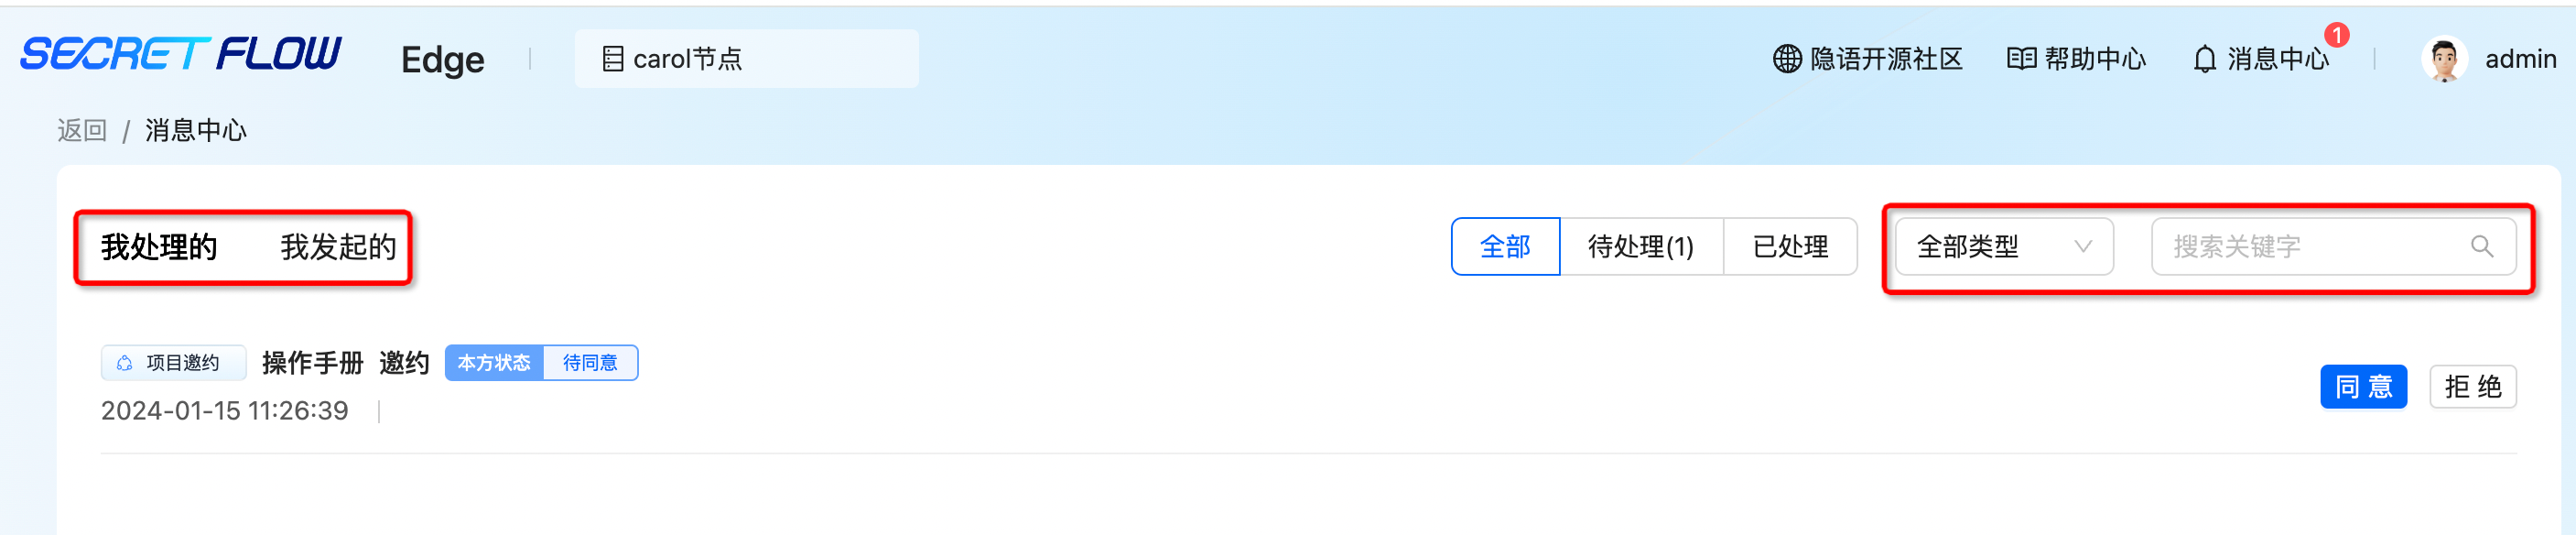 SECRET FLOW Edge carol节点 隐语开源社区 帮助中心 消息中心 1 admin
返回 / 消息中心
我处理的 我发起的 全部 待处理(1) 已处理 全部类型 搜索关键字
项目邀约 操作手册 邀约 本方状态 待同意
同意 拒绝
2024-01-15 11:26:39